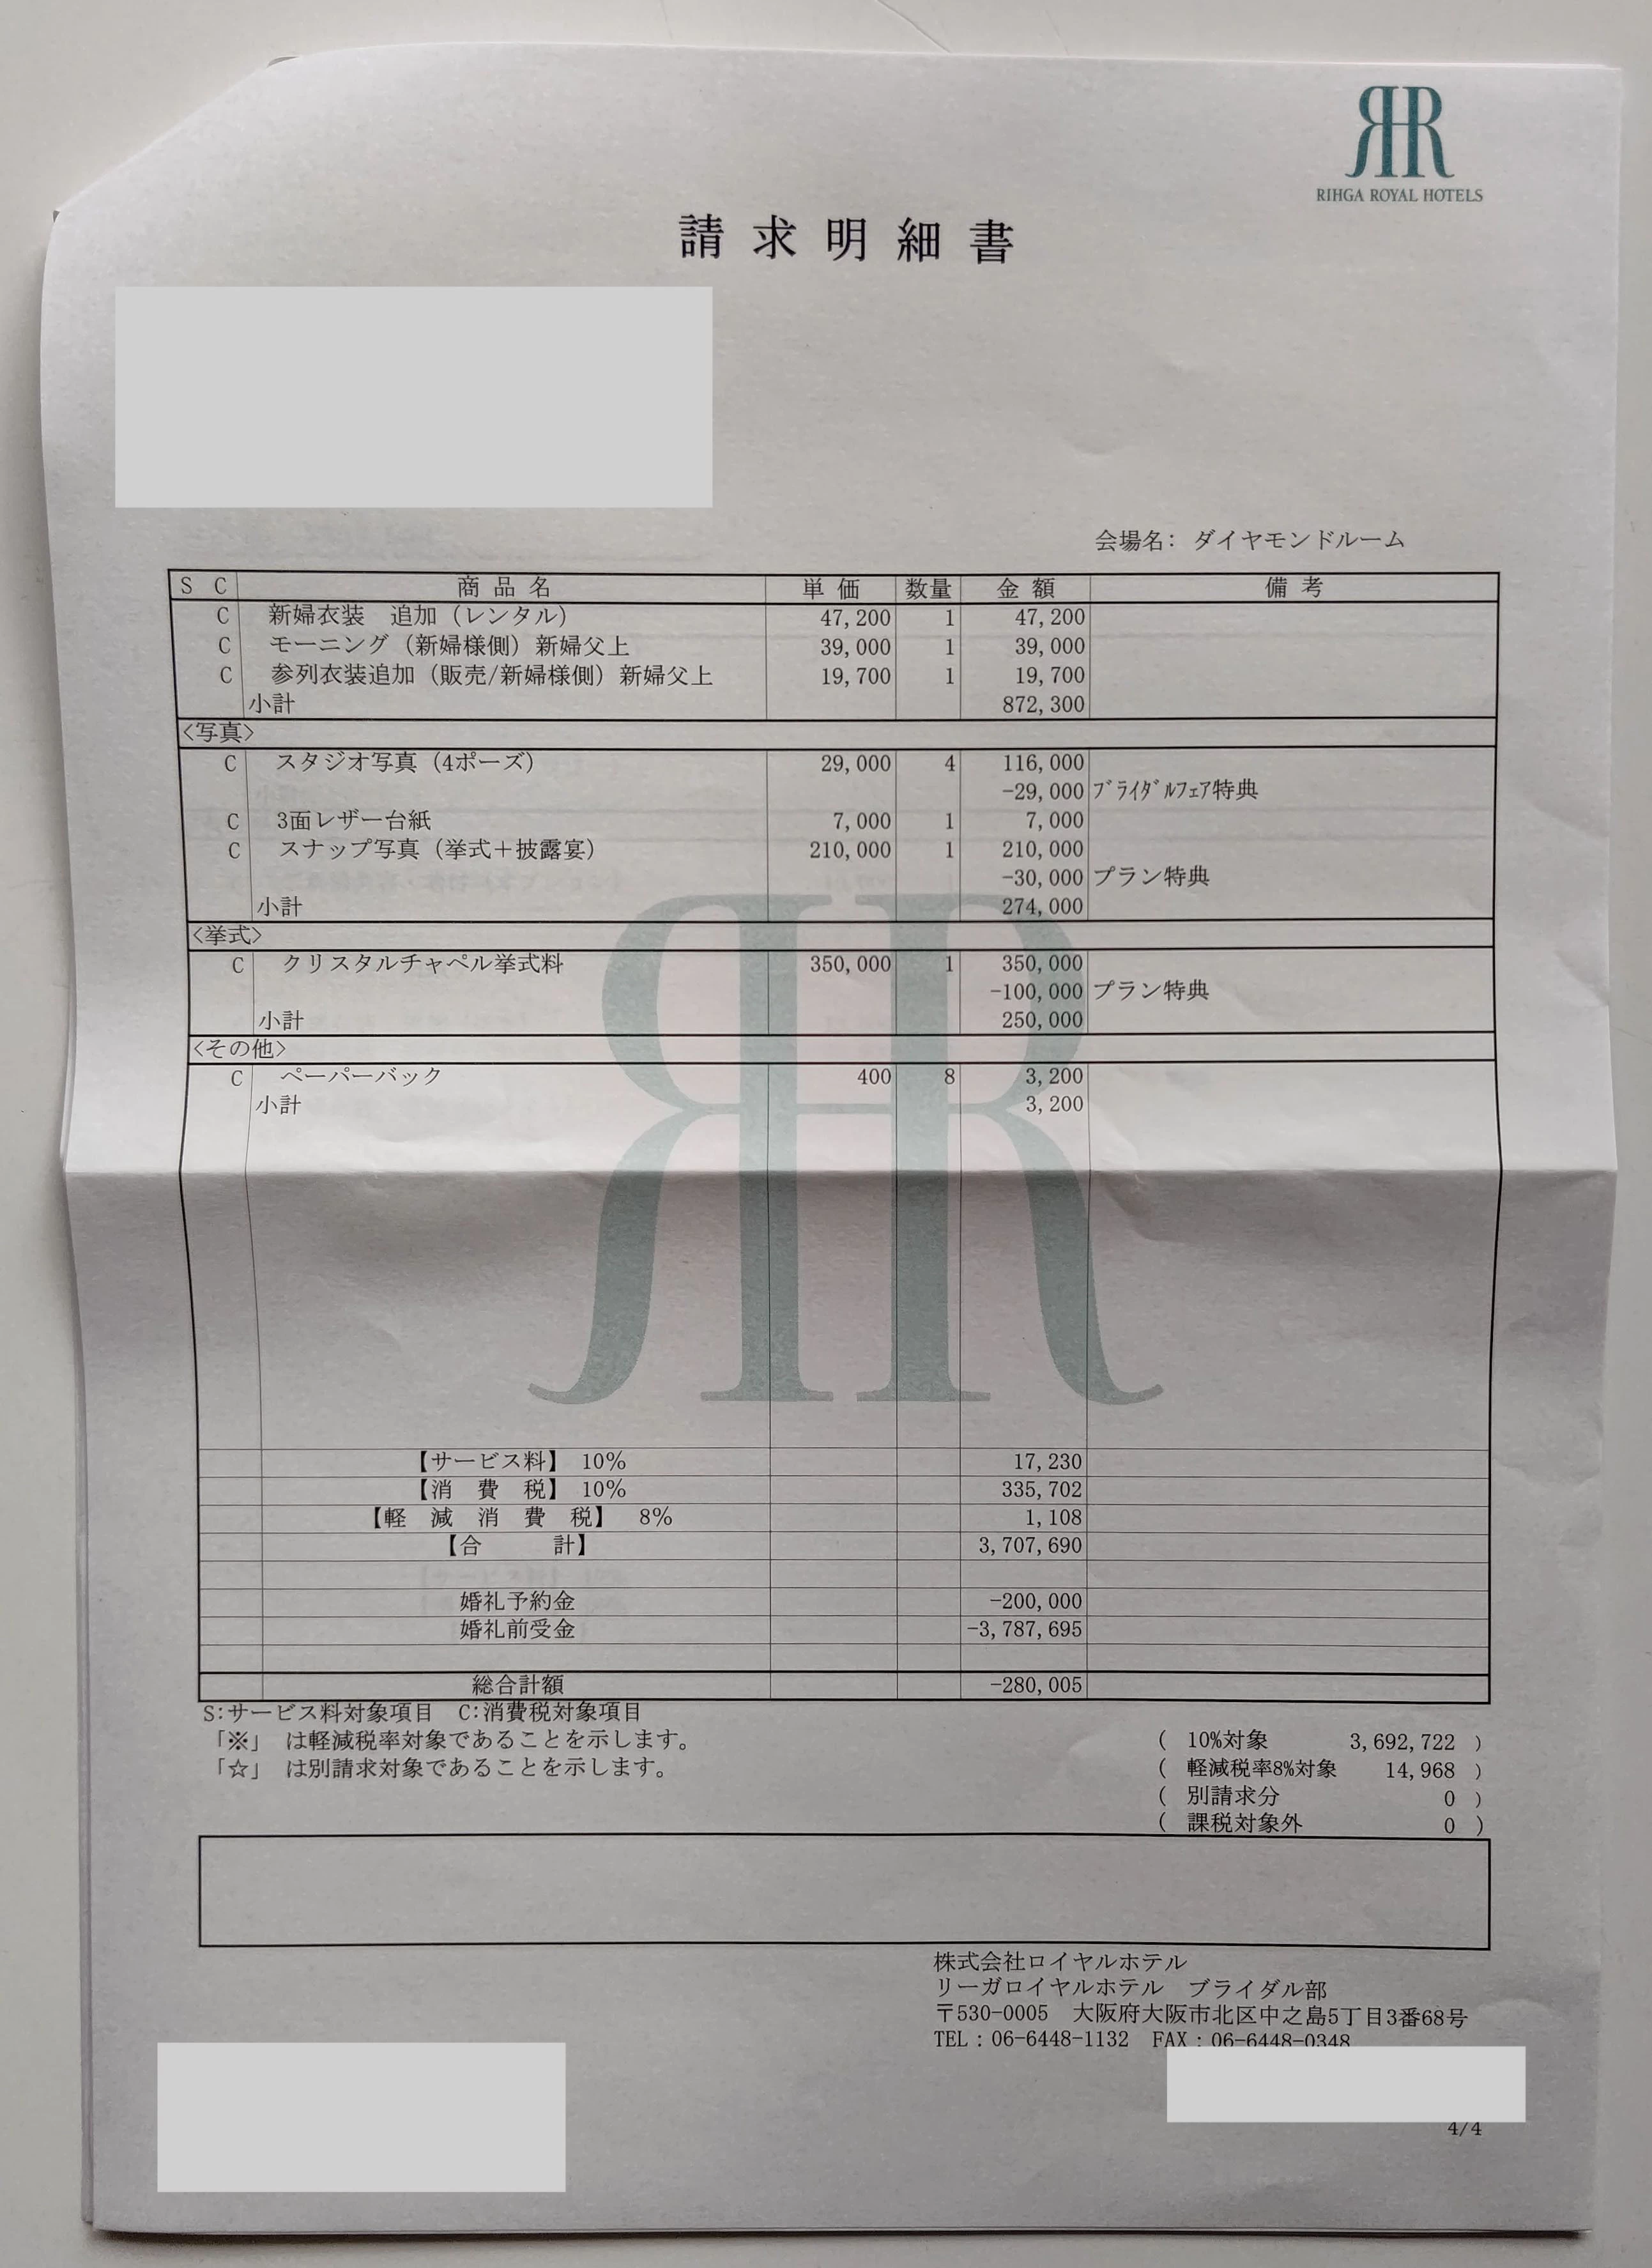 RIHGA ROYAL HOTELS
請求明細書
会場名: ダイヤモンドルーム
S C 商品名 単価 数量 金額 備考
C 新婦衣装 追加(レンタル) 47,200 1 47,200
C モーニング(新婦様側)新婦父上 39,000 1 39,000
C 参列衣装追加(販売/新婦様側)新婦父上 19,700 1 19,700
小計 872,300
<写真>
C スタジオ写真(4ポーズ) 29,000 4 116,000
-29,000 ブライダルフェア特典
C 3面レザー台紙 7,000 1 7,000
C スナップ写真(挙式+披露宴) 210,000 1 210,000
-30,000 プラン特典
小計 274,000
<挙式>
C クリスタルチャペル挙式料 350,000 1 350,000
-100,000 プラン特典
小計 250,000
<その他>
C ペーパーバック 400 8 3,200
小計 3,200
【サービス料】 10% 17,230
【消費税】 10% 335,702
【軽減消費税】 8% 1,108
【合計】 3,707,690
婚礼予約金 -200,000
婚礼前受金 -3,787,695
総合計額 -280,005
S:サービス料対象項目 C:消費税対象項目
「※」 は軽減税率対象であることを示します。
「☆」 は別請求対象であることを示します。
( 10%対象 3,692,722 )
( 軽減税率8%対象 14,968 )
( 別請求分 0 )
( 課税対象外 0 )
株式会社ロイヤルホテル
リーガロイヤルホテル ブライダル部
〒530-0005 大阪府大阪市北区中之島5丁目3番68号
TEL:06-6448-1132 FAX:06-6448-0348
4/4